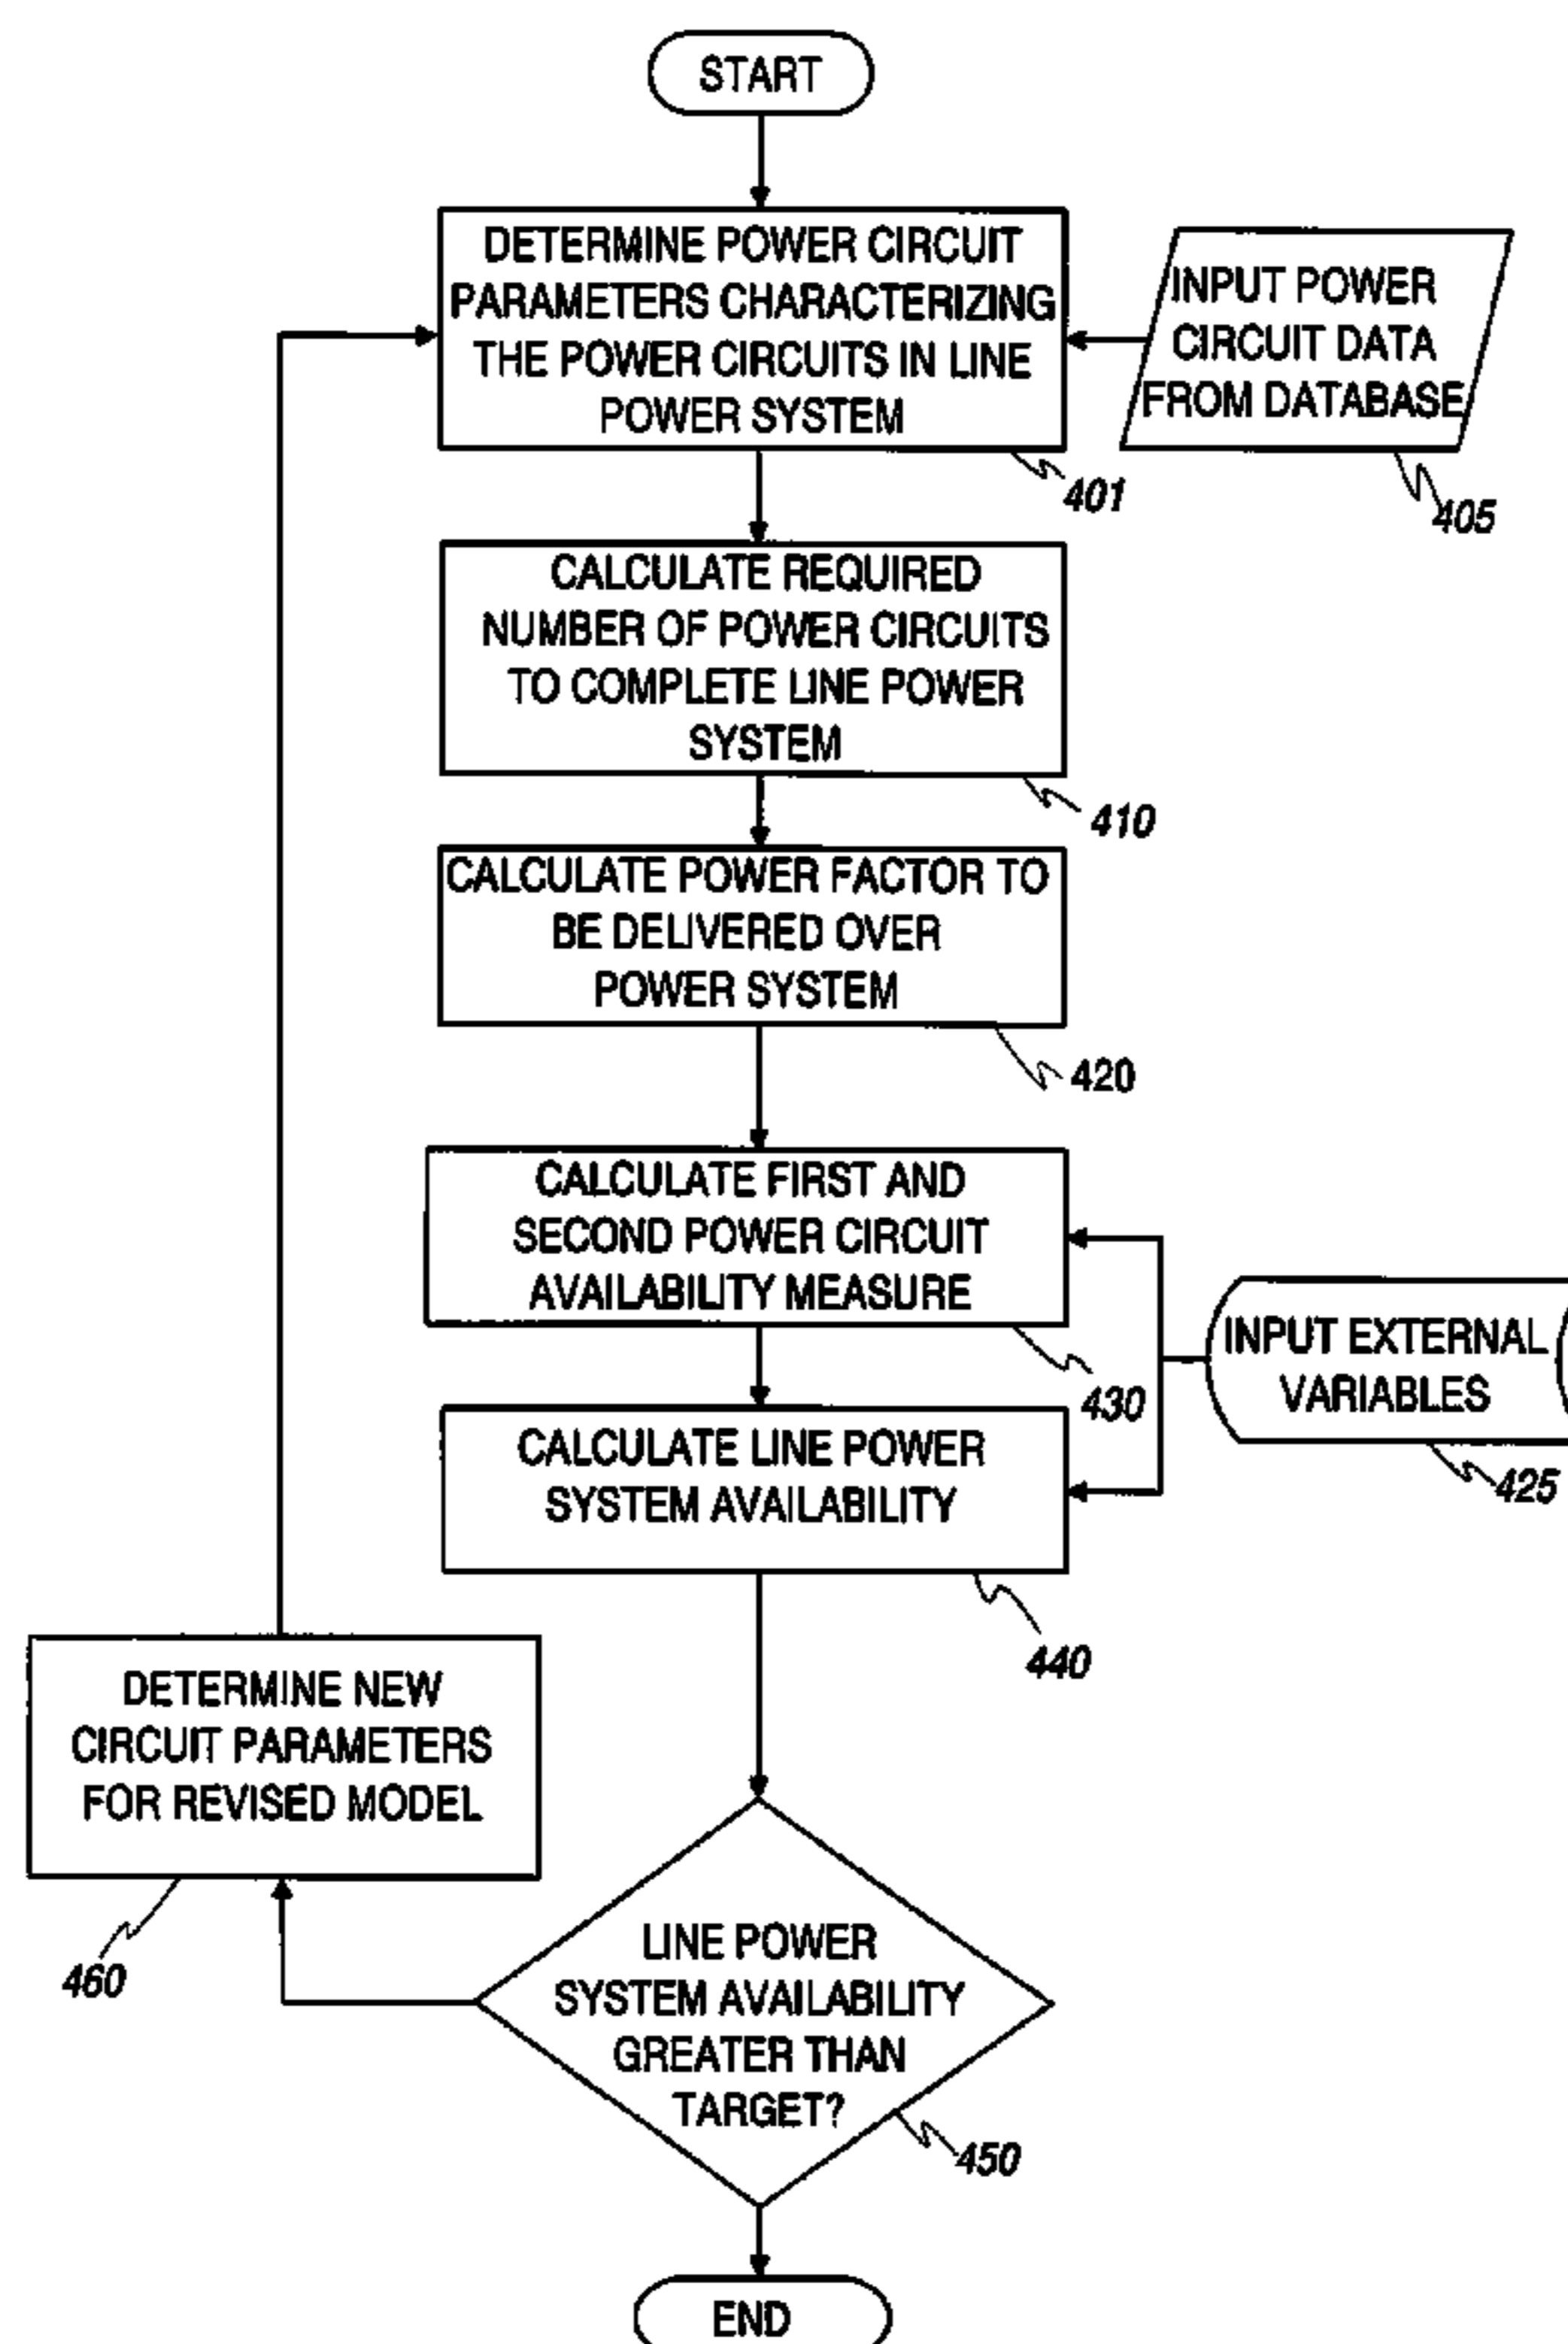 START
DETERMINE POWER CIRCUIT
PARAMETERS CHARACTERIZING
THE POWER CIRCUITS IN LINE
POWER SYSTEM
INPUT POWER
CIRCUIT DATA
FROM DATABASE
401
405
CALCULATE REQUIRED
NUMBER OF POWER CIRCUITS
TO COMPLETE LINE POWER
SYSTEM
410
CALCULATE POWER FACTOR TO
BE DELIVERED OVER
POWER SYSTEM
420
CALCULATE FIRST AND
SECOND POWER CIRCUIT
AVAILABILITY MEASURE
430
INPUT EXTERNAL
VARIABLES
425
CALCULATE LINE POWER
SYSTEM AVAILABILITY
440
DETERMINE NEW
CIRCUIT PARAMETERS
FOR REVISED MODEL
460
LINE POWER
SYSTEM AVAILABILITY
GREATER THAN
TARGET?
450
END